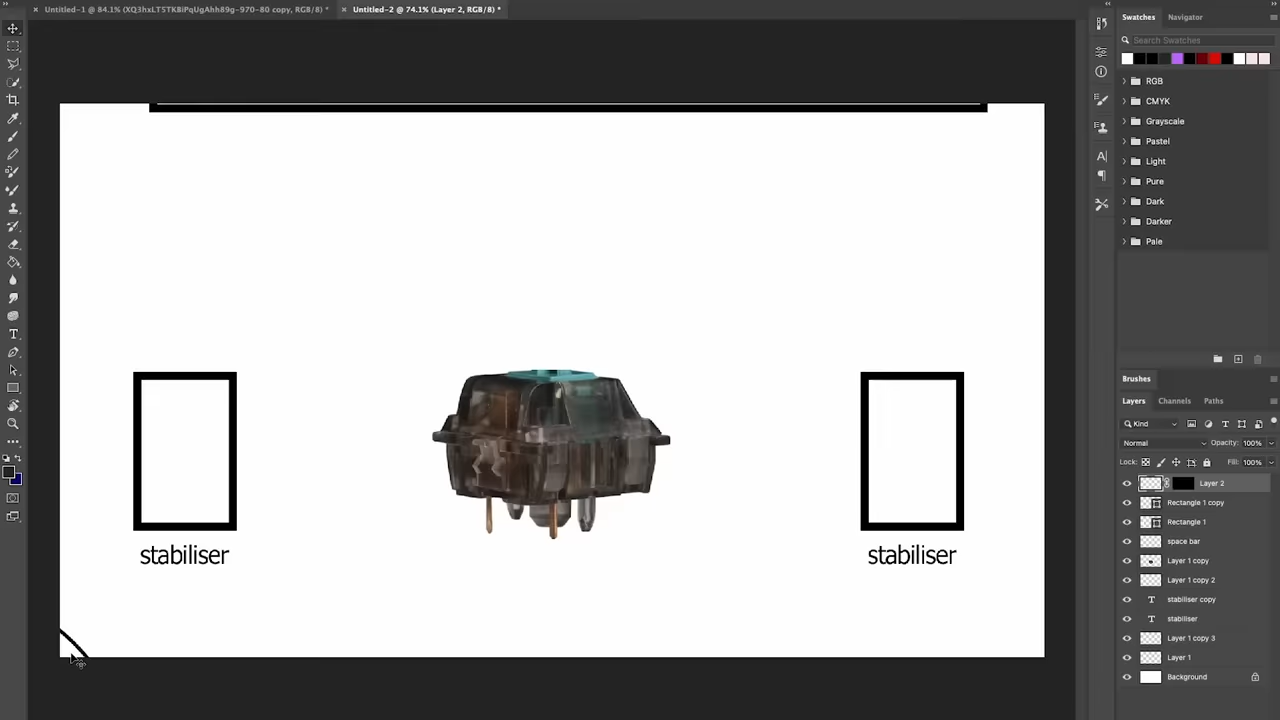 Untitled-1 @ 84.1% (XQ3hxLT5TKBiPqUgAhh89g-970-80 copy, RGB/8) *
Untitled-2 @ 74.1% (Layer 2, RGB/8) *
Swatches
Navigator
Search Swatches
RGB
CMYK
Grayscale
Pastel
Light
Pure
Dark
Darker
Pale
Brushes
Layers
Channels
Paths
Kind
Normal
Opacity: 100%
Lock:
Fill: 100%
Layer 2
Rectangle 1 copy
Rectangle 1
space bar
Layer 1 copy
Layer 1 copy 2
stabiliser copy
stabiliser
Layer 1 copy 3
Layer 1
Background
stabiliser
stabiliser